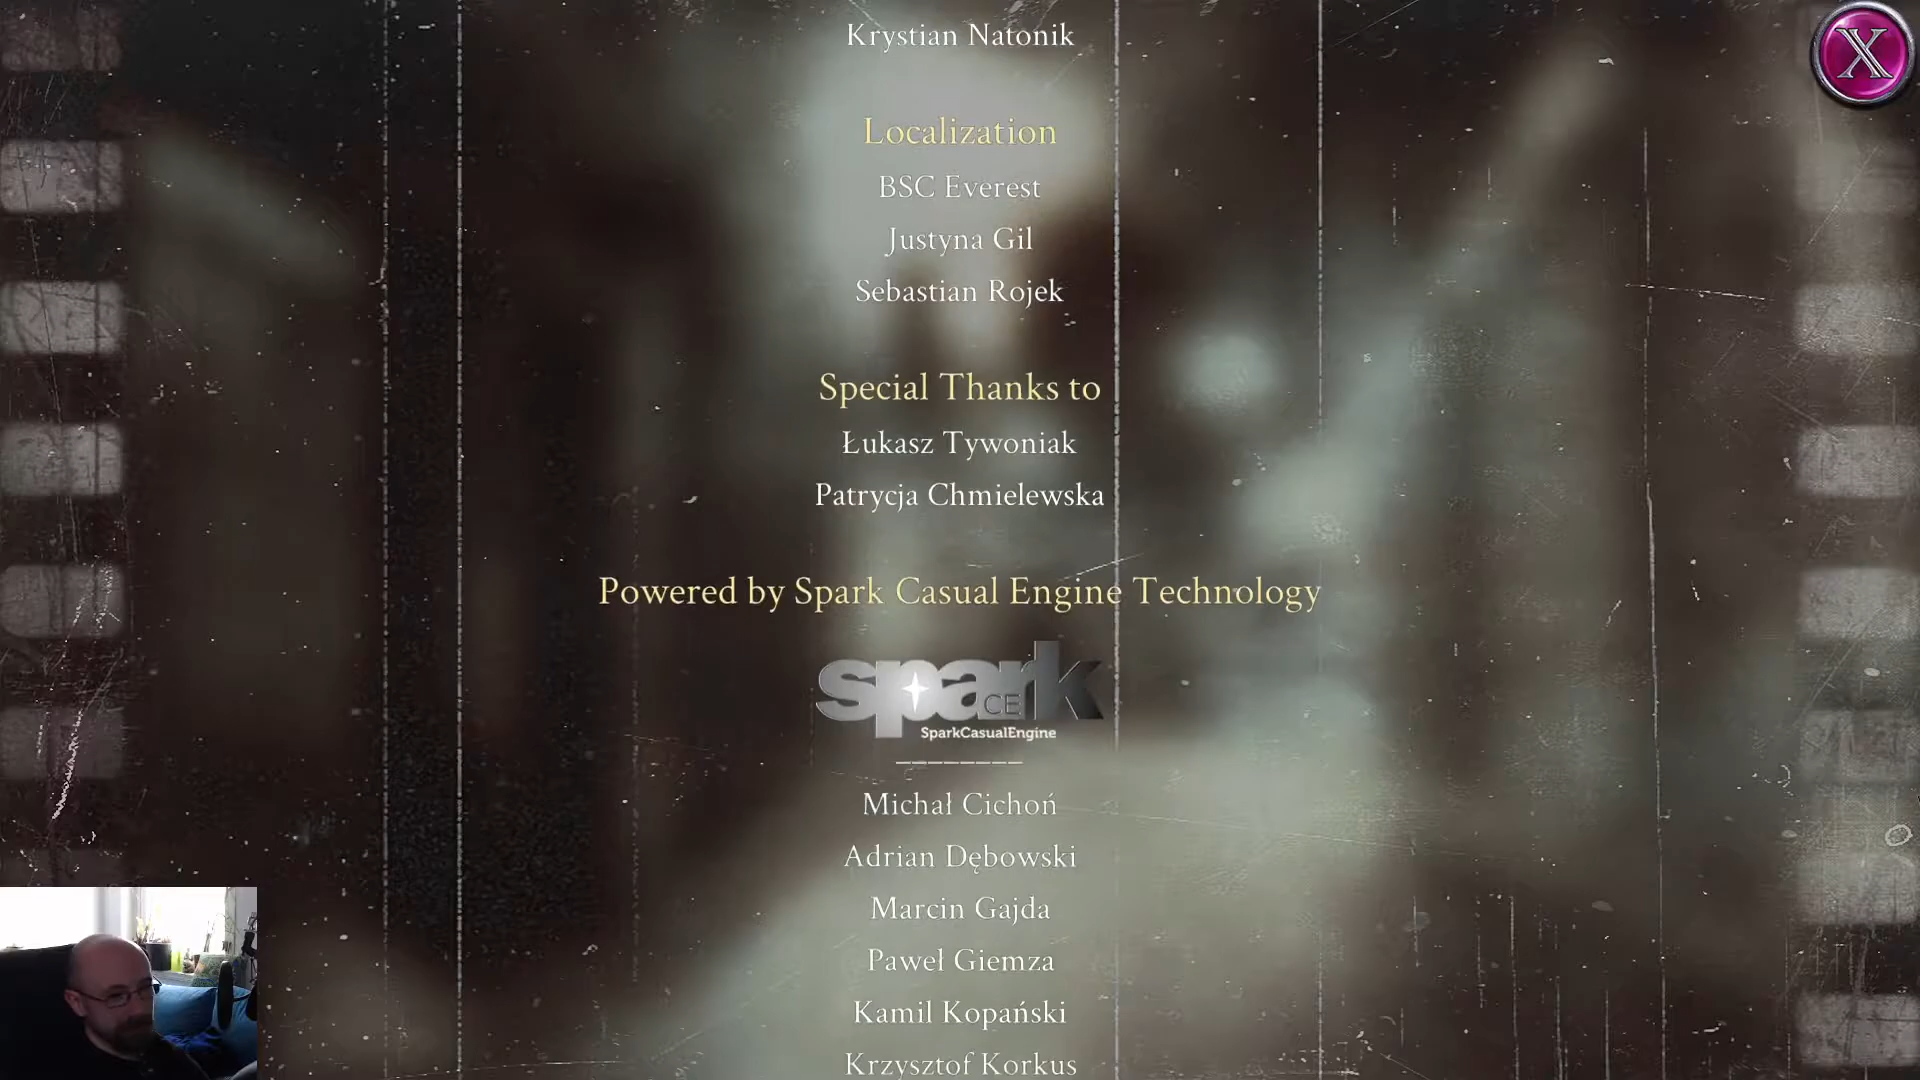 Krystian Natonik
X
Localization
BSC Everest
Justyna Gil
Sebastian Rojek
Special Thanks to
Łukasz Tywoniak
Patrycja Chmielewska
Powered by Spark Casual Engine Technology
spark
CE
SparkCasualEngine
________
Michał Cichoń
Adrian Dębowski
Marcin Gajda
Paweł Giemza
Kamil Kopański
Krzysztof Korkus